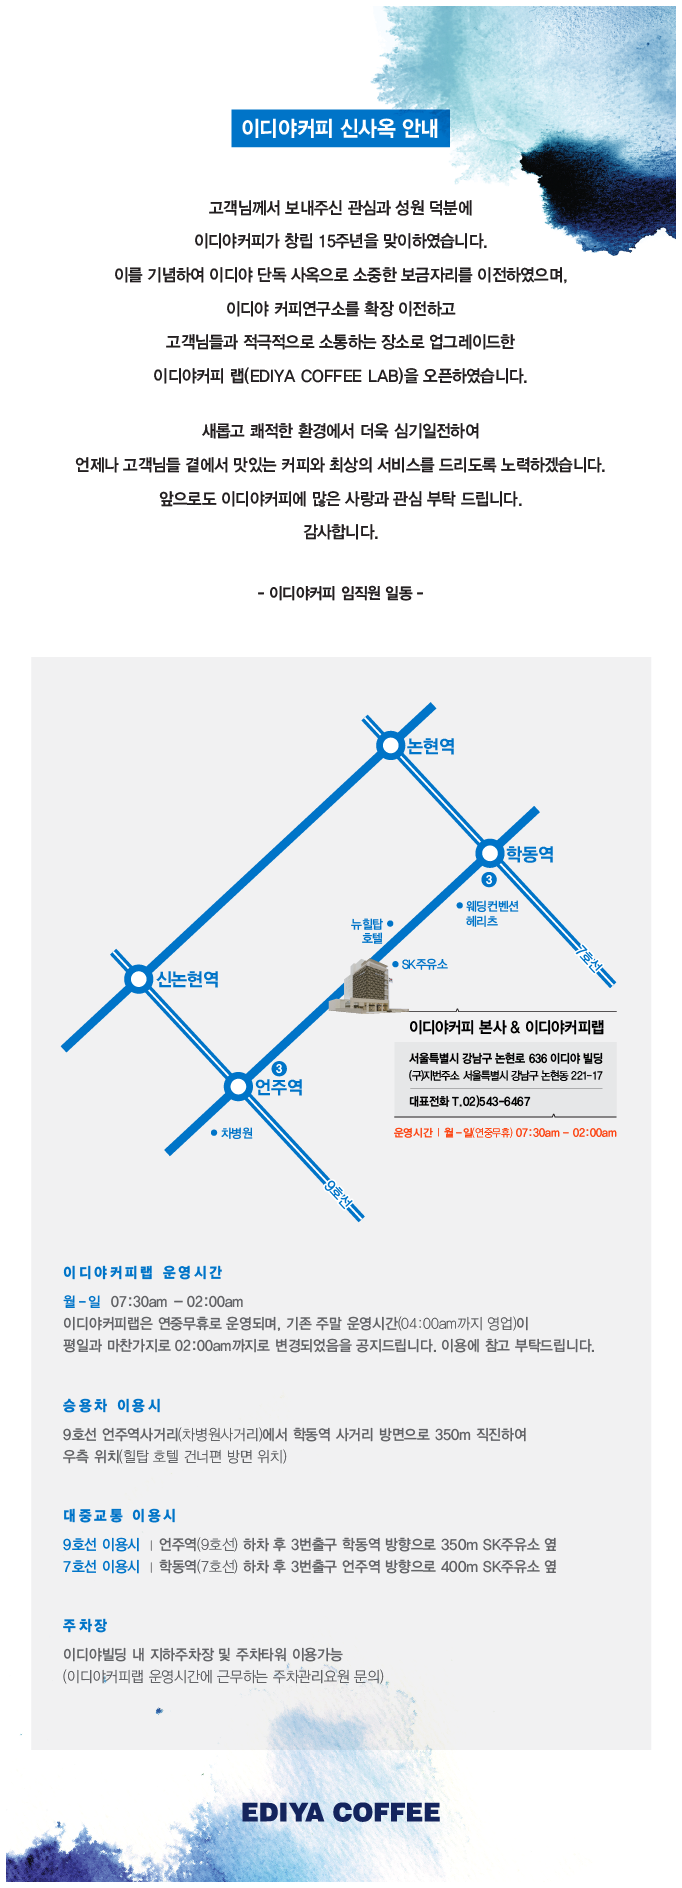 이디야커피 신사옥 안내
고객님께서 보내주신 관심과 성원 덕분에
이디야커피가 창립 15주년을 맞이하였습니다.
이를 기념하여 이디야 단독 사옥으로 소중한 보금자리를 이전하였으며,
이디야 커피연구소를 확장 이전하고
고객님들과 적극적으로 소통하는 장소로 업그레이드한
이디야커피 랩(EDIYA COFFEE LAB)을 오픈하였습니다.
새롭고 쾌적한 환경에서 더욱 심기일전하여
언제나 고객님들 곁에서 맛있는 커피와 최상의 서비스를 드리도록 노력하겠습니다.
앞으로도 이디야커피에 많은 사랑과 관심 부탁 드립니다.
감사합니다.
- 이디야커피 임직원 일동 -
논현역
학동역
3
웨딩컨벤션
헤리츠
뉴힐탑
호텔
SK주유소
7호선
신논현역
이디야커피 본사 & 이디야커피랩
서울특별시 강남구 논현로 636 이디야 빌딩
(구)지번주소 서울특별시 강남구 논현동 221-17
대표전화 T.02)543-6467
운영시간 | 월-일(연중무휴) 07:30am - 02:00am
3
언주역
차병원
9호선
이디야커피랩 운영시간
월-일 07:30am - 02:00am
이디야커피랩은 연중무휴로 운영되며, 기존 주말 운영시간(04:00am까지 영업)이
평일과 마찬가지로 02:00am까지로 변경되었음을 공지드립니다. 이용에 참고 부탁드립니다.
승용차 이용시
9호선 언주역사거리(차병원사거리)에서 학동역 사거리 방면으로 350m 직진하여
우측 위치(힐탑 호텔 건너편 방면 위치)
대중교통 이용시
9호선 이용시 | 언주역(9호선) 하차 후 3번출구 학동역 방향으로 350m SK주유소 옆
7호선 이용시 | 학동역(7호선) 하차 후 3번출구 언주역 방향으로 400m SK주유소 옆
주차장
이디야빌딩 내 지하주차장 및 주차타워 이용가능
(이디야커피랩 운영시간에 근무하는 주차관리요원 문의)
EDIYA COFFEE